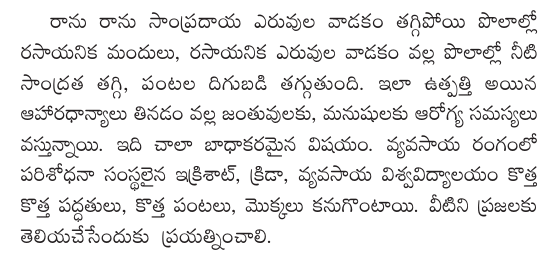 రాను రాను సాంప్రదాయ ఎరువుల వాడకం తగ్గిపోయి పొలాల్లో
రసాయనిక మందులు, రసాయనిక ఎరువుల వాడకం వల్ల పొలాల్లో నీటి
సాంద్రత తగ్గి, పంటల దిగుబడి తగ్గుతుంది. ఇలా ఉత్పత్తి అయిన
ఆహారధాన్యాలు తినడం వల్ల జంతువులకు, మనుషులకు ఆరోగ్య సమస్యలు
వస్తున్నాయి. ఇది చాలా బాధాకరమైన విషయం. వ్యవసాయ రంగంలో
పరిశోధనా సంస్థలైన ఇక్రిశాట్, క్రిడా, వ్యవసాయ విశ్వవిద్యాలయం కొత్త
కొత్త పద్ధతులు, కొత్త పంటలు, మొక్కలు కనుగొంటాయి. వీటిని ప్రజలకు
తెలియచేసేందుకు ప్రయత్నించాలి.